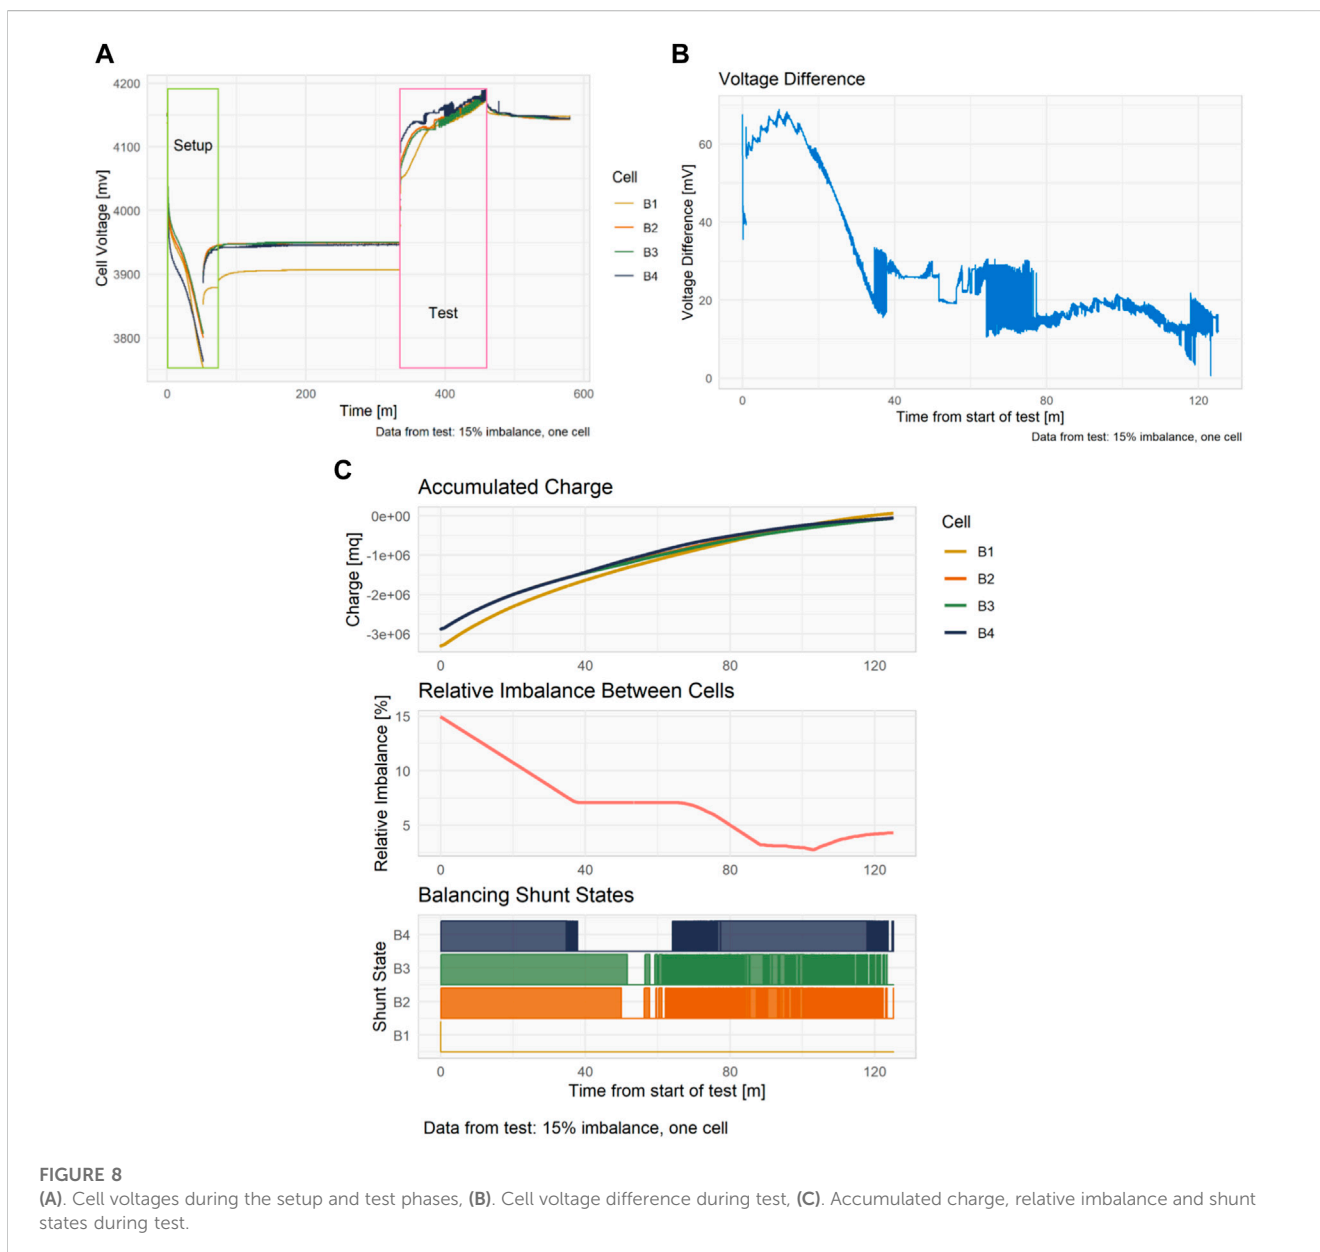 A
4200
4100
4000
3900
3800
Cell Voltage [mv]
Setup
Test
0
200
400
600
Time [m]
Data from test: 15% imbalance, one cell
Cell
B1
B2
B3
B4
B
Voltage Difference
60
40
20
0
Voltage Difference [mV]
0
40
80
120
Time from start of test [m]
Data from test: 15% imbalance, one cell
C
Accumulated Charge
0e+00
-1e+06
-2e+06
-3e+06
Charge [mq]
0
40
80
120
Cell
B1
B2
B3
B4
Relative Imbalance Between Cells
15
10
5
Relative Imbalance [%]
0
40
80
120
Balancing Shunt States
B4
B3
B2
B1
Shunt State
0
40
80
120
Time from start of test [m]
Data from test: 15% imbalance, one cell
FIGURE 8
(A). Cell voltages during the setup and test phases, (B). Cell voltage difference during test, (C). Accumulated charge, relative imbalance and shunt
states during test.